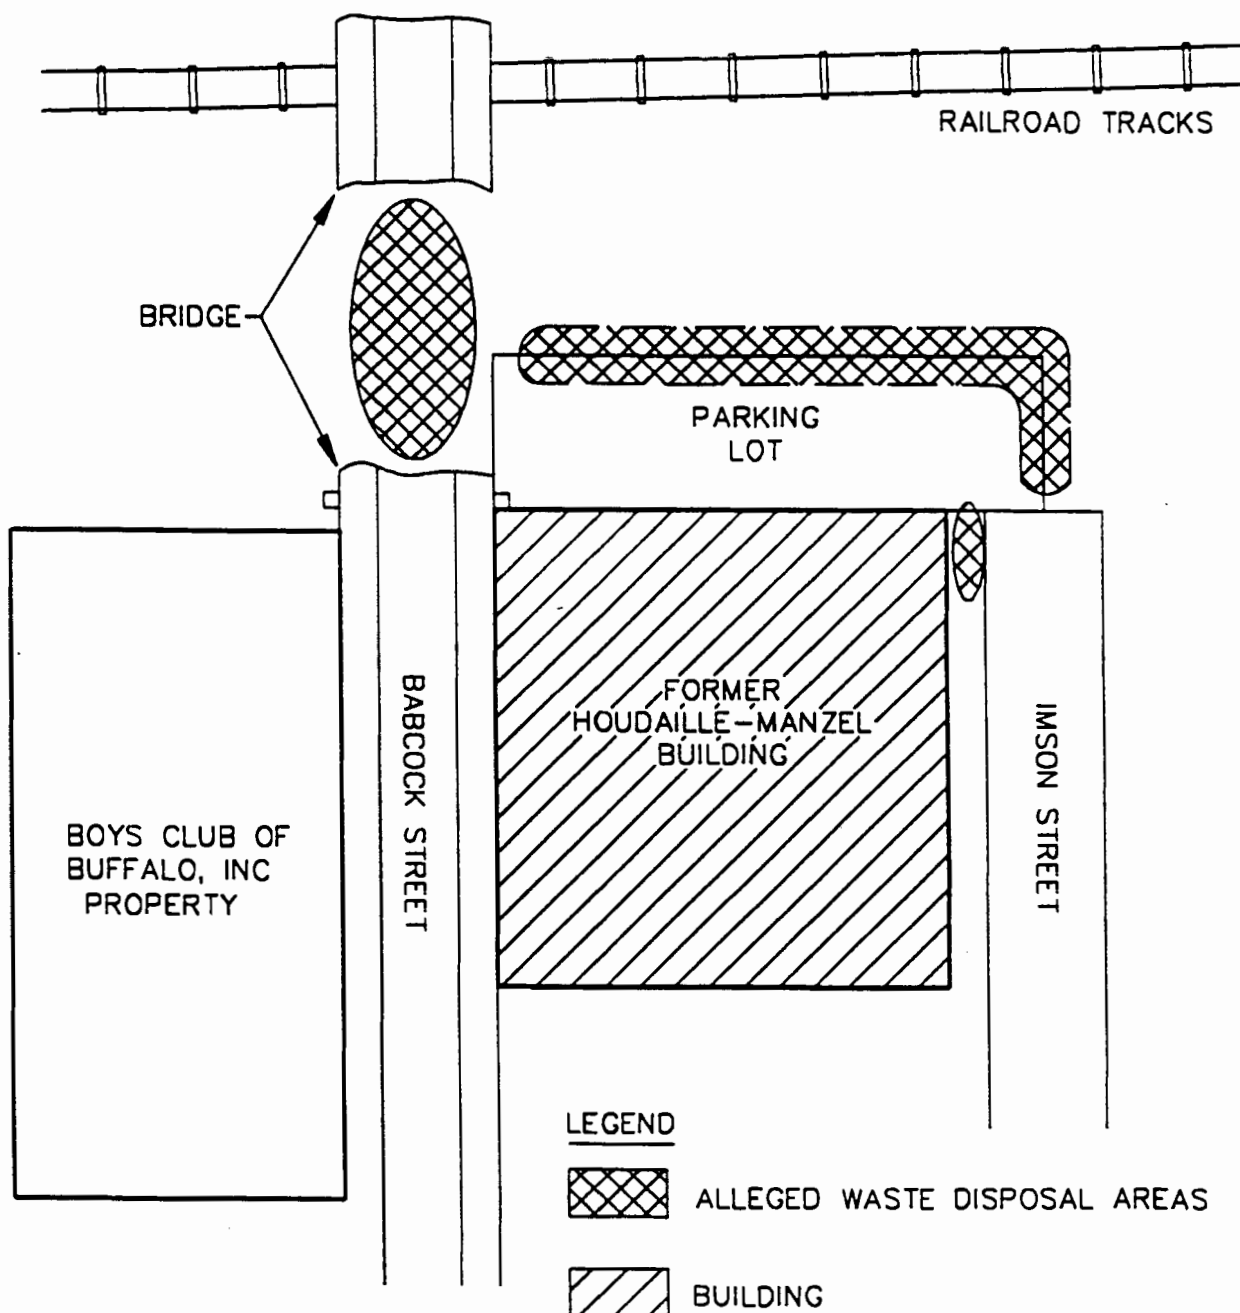 RAILROAD TRACKS
BRIDGE
PARKING
LOT
FORMER
HOUDAILLE-MANZEL
BUILDING
BABCOCK STREET
IMSON STREET
BOYS CLUB OF
BUFFALO, INC
PROPERTY
LEGEND
ALLEGED WASTE DISPOSAL AREAS
BUILDING